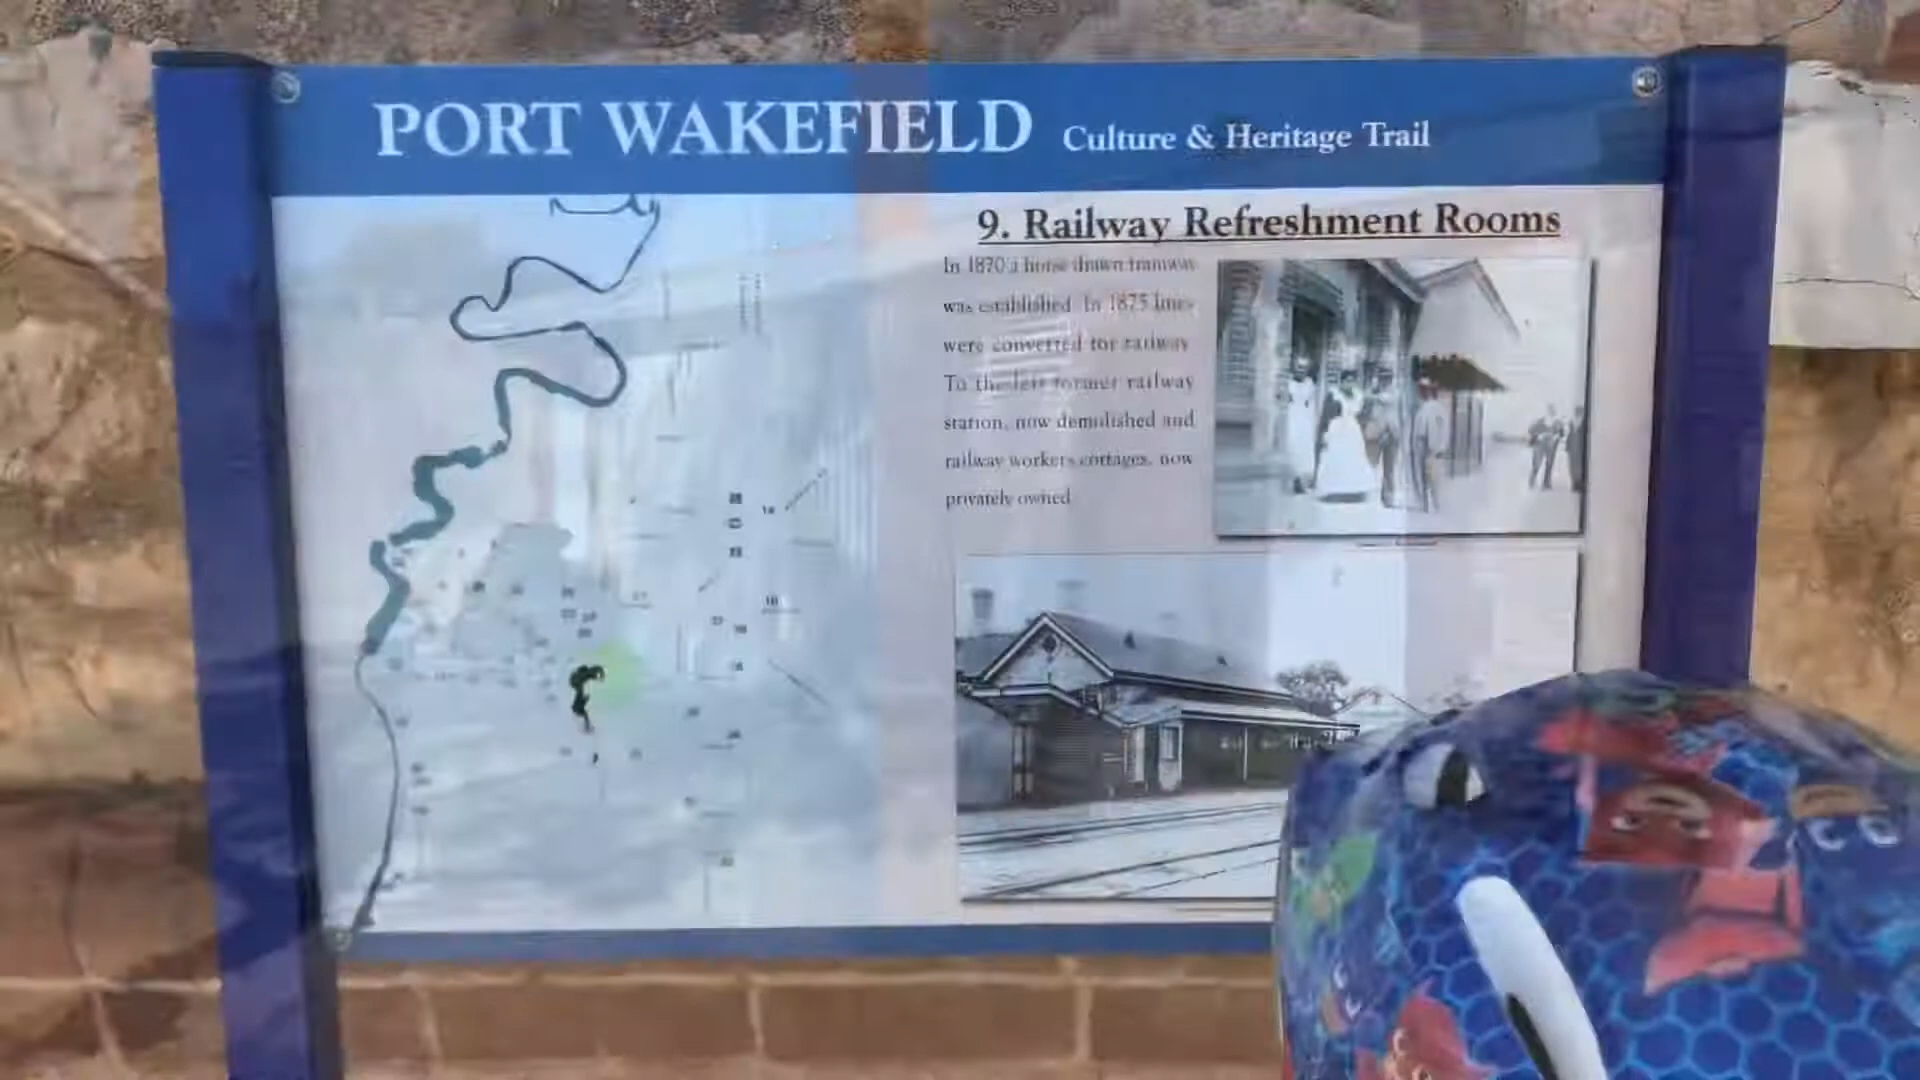 PORT WAKEFIELD Culture & Heritage Trail
9. Railway Refreshment Rooms
In 1870 a horse drawn tramway
was established. In 1875 lines
were converted for railway
To the left former railway
station, now demolished and
railway workers cottages, now
privately owned